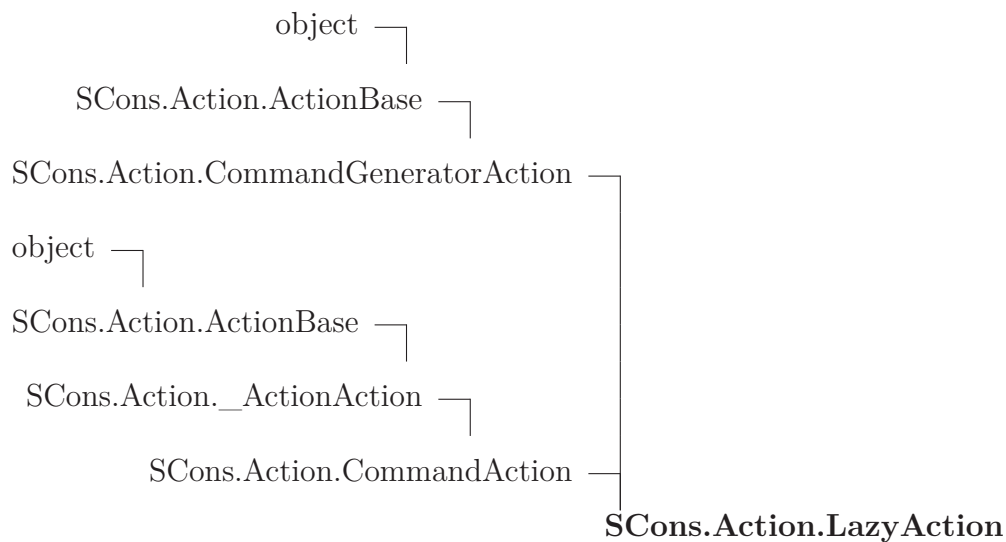 object
SCons.Action.ActionBase
SCons.Action.CommandGeneratorAction
object
SCons.Action.ActionBase
SCons.Action._ActionAction
SCons.Action.CommandAction
SCons.Action.LazyAction